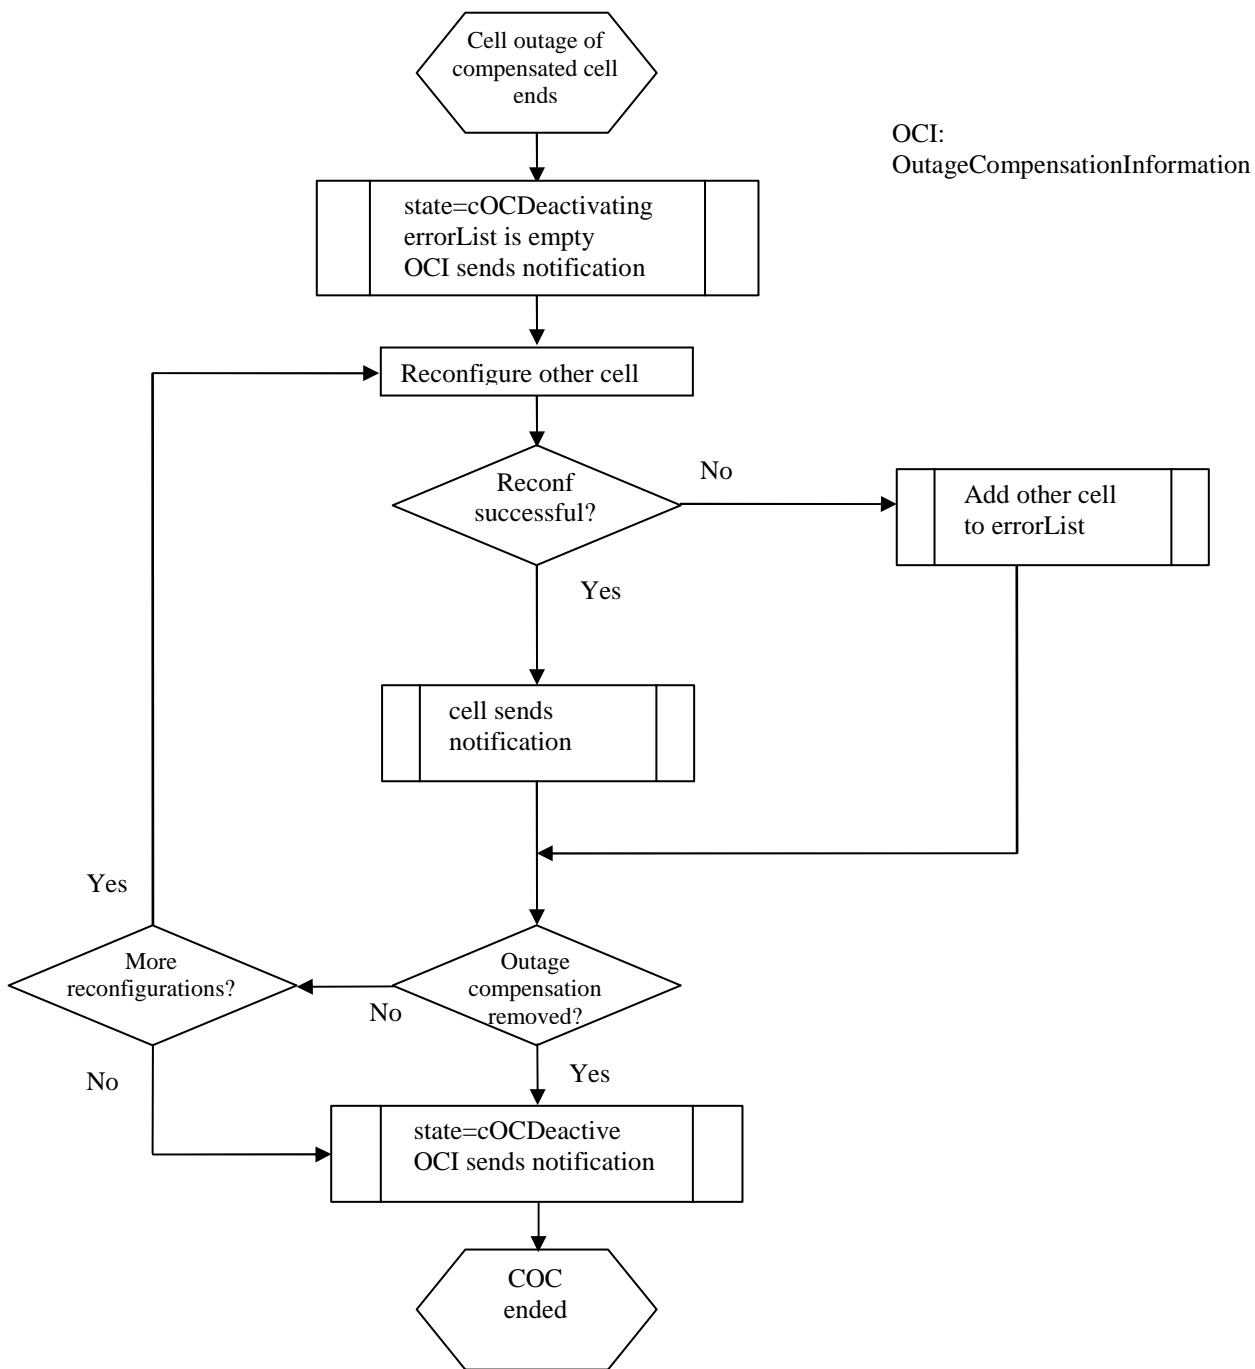 Cell outage of
compensated cell
ends
OCI:
OutageCompensationInformation
state=cOCDeactivating
errorList is empty
OCI sends notification
Reconfigure other cell
Reconf
successful?
No
Add other cell
to errorList
Yes
cell sends
notification
Yes
More
reconfigurations?
Outage
compensation
removed?
No
No
Yes
state=cOCDeactive
OCI sends notification
COC
ended